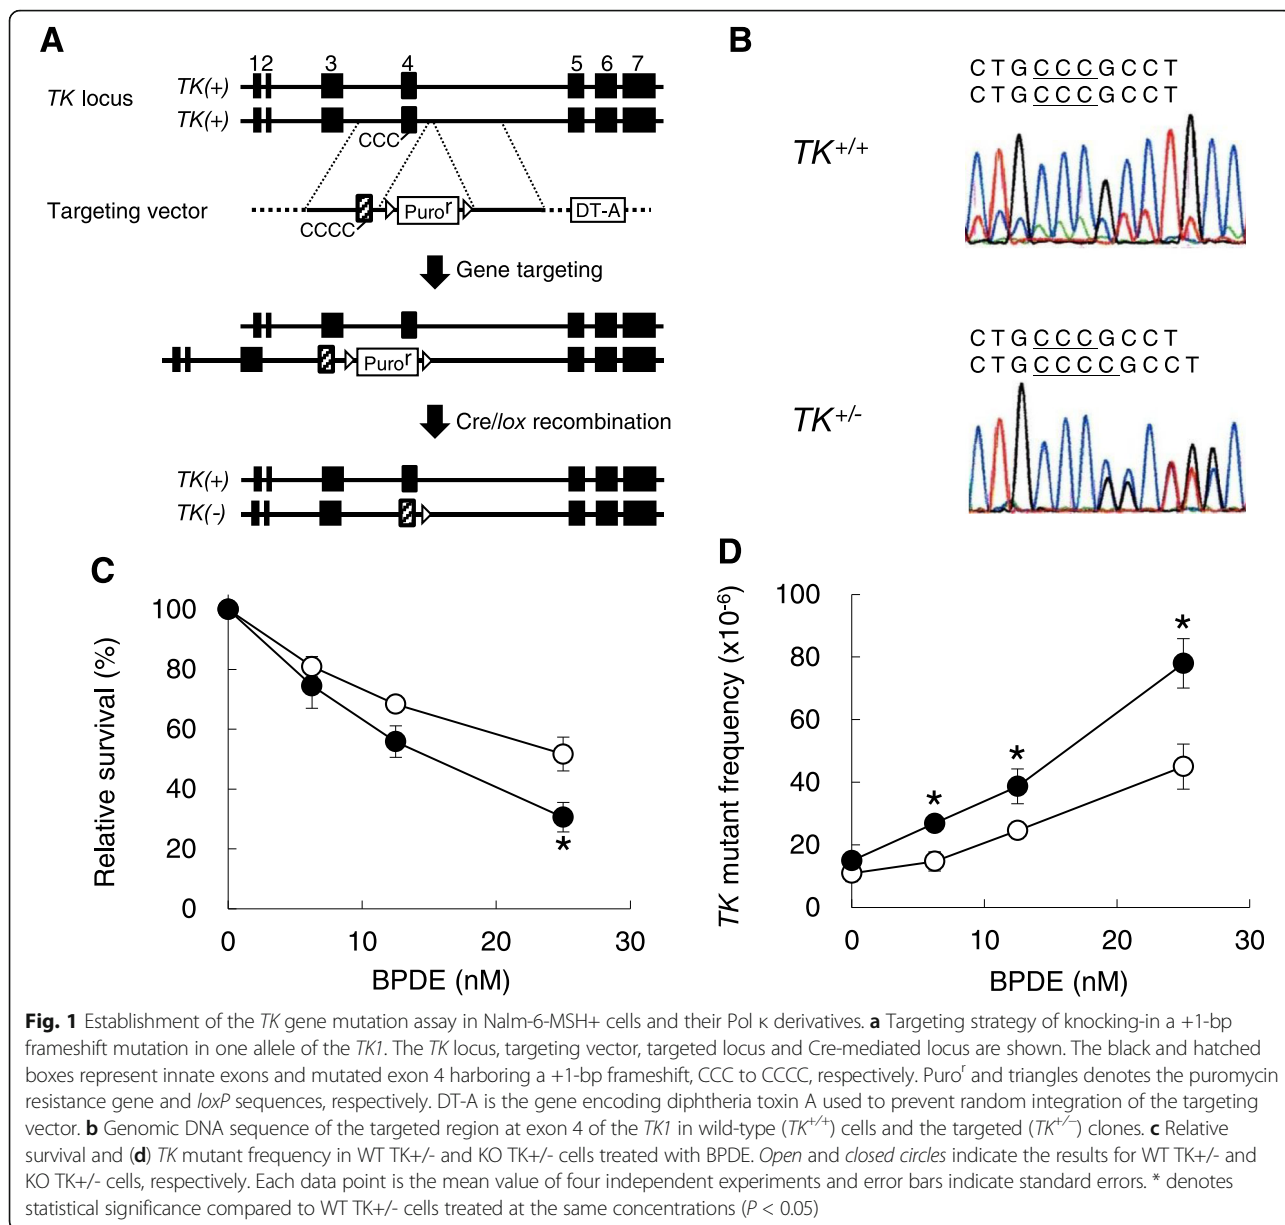 A
12 3 4 5 6 7
TK(+)
TK locus
TK(+)
CCC
Targeting vector
Puroʳ
DT-A
CCCC
Gene targeting
Puroʳ
Cre/lox recombination
TK(+)
TK(-)
B
C T G C C C G C C T
C T G C C C G C C T
TK+/+
C T G C C C G C C T
C T G C C C C G C C T
TK+/-
C
Relative survival (%)
100
80
60
40
20
0
*
0 10 20 30
BPDE (nM)
D
TK mutant frequency (x10-6)
100
80
60
40
20
0
* * *
0 10 20 30
BPDE (nM)
Fig. 1 Establishment of the TK gene mutation assay in Nalm-6-MSH+ cells and their Pol κ derivatives. a Targeting strategy of knocking-in a +1-bp
frameshift mutation in one allele of the TK1. The TK locus, targeting vector, targeted locus and Cre-mediated locus are shown. The black and hatched
boxes represent innate exons and mutated exon 4 harboring a +1-bp frameshift, CCC to CCCC, respectively. Puroʳ and triangles denotes the puromycin
resistance gene and loxP sequences, respectively. DT-A is the gene encoding diphtheria toxin A used to prevent random integration of the targeting
vector. b Genomic DNA sequence of the targeted region at exon 4 of the TK1 in wild-type (TK+/+) cells and the targeted (TK+/−) clones. c Relative
survival and (d) TK mutant frequency in WT TK+/- and KO TK+/- cells treated with BPDE. Open and closed circles indicate the results for WT TK+/- and
KO TK+/- cells, respectively. Each data point is the mean value of four independent experiments and error bars indicate standard errors. * denotes
statistical significance compared to WT TK+/- cells treated at the same concentrations (P < 0.05)